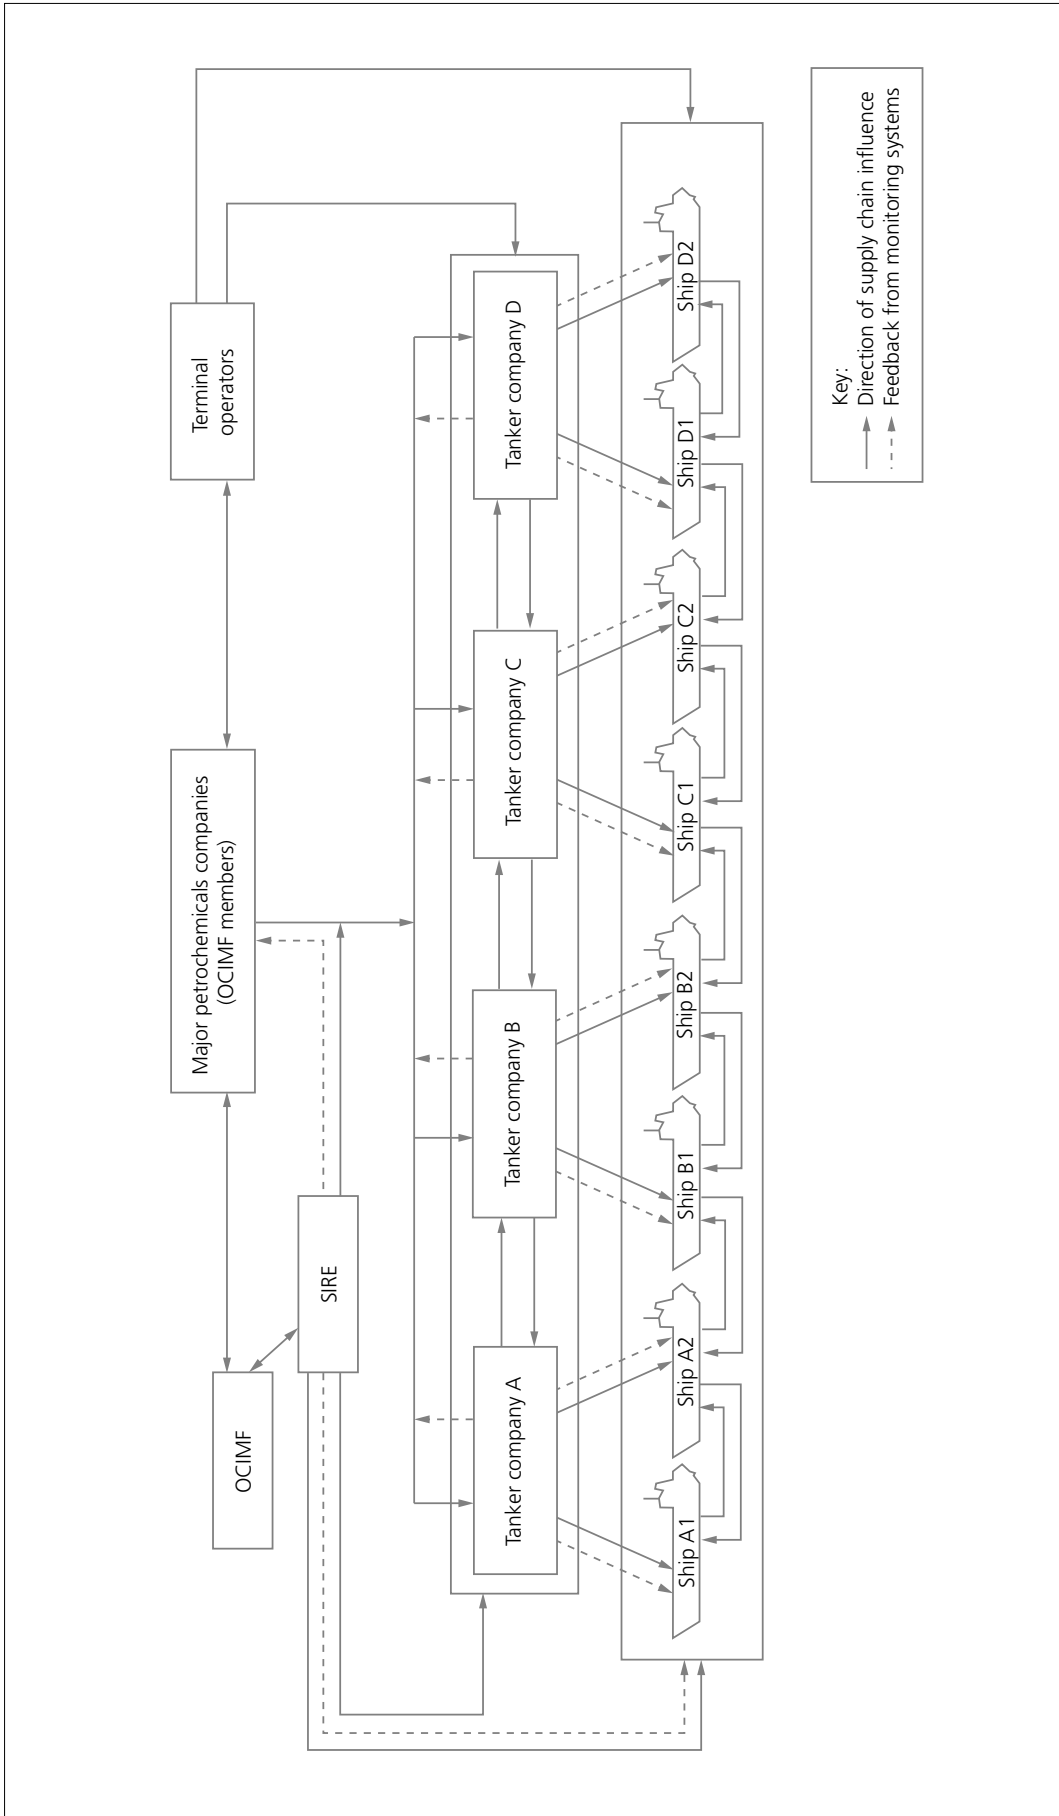 OCIMF
SIRE
Major petrochemicals companies
(OCIMF members)
Terminal
operators
Tanker company A
Tanker company B
Tanker company C
Tanker company D
Ship A1
Ship A2
Ship B1
Ship B2
Ship C1
Ship C2
Ship D1
Ship D2
Key:
Direction of supply chain influence
Feedback from monitoring systems